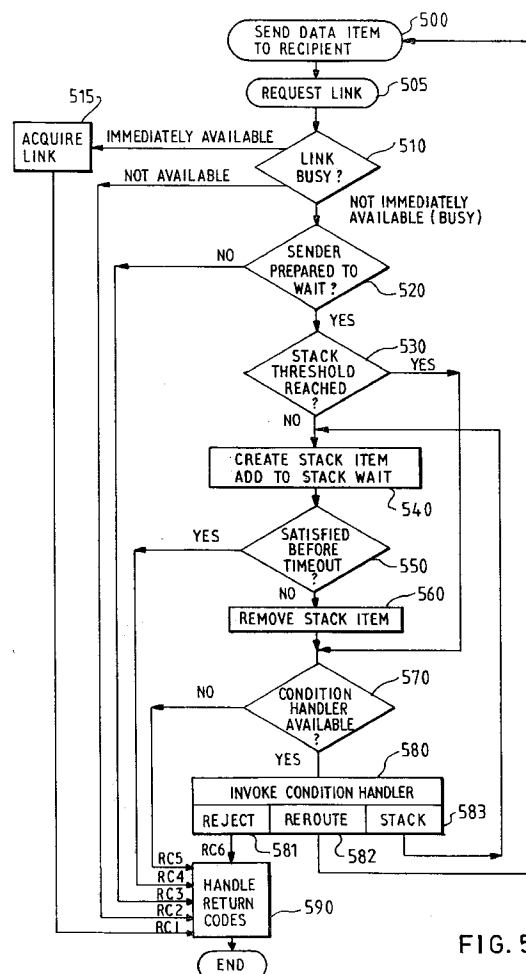 500
SEND DATA ITEM
TO RECIPIENT
REQUEST LINK
505
515
ACQUIRE
LINK
IMMEDIATELY AVAILABLE
NOT AVAILABLE
LINK
BUSY ?
510
NOT IMMEDIATELY
AVAILABLE (BUSY)
NO
SENDER
PREPARED TO
WAIT ?
520
YES
530
STACK
THRESHOLD
REACHED
?
YES
NO
CREATE STACK ITEM
ADD TO STACK WAIT
540
YES
SATISFIED
BEFORE
TIMEOUT
?
550
NO
560
REMOVE STACK ITEM
570
NO
CONDITION
HANDLER
AVAILABLE
?
YES
580
INVOKE CONDITION HANDLER
583
REJECT
REROUTE
STACK
RC6
581
582
RC5
RC4
RC3
RC2
RC1
HANDLE
RETURN
CODES
590
END
FIG. 5